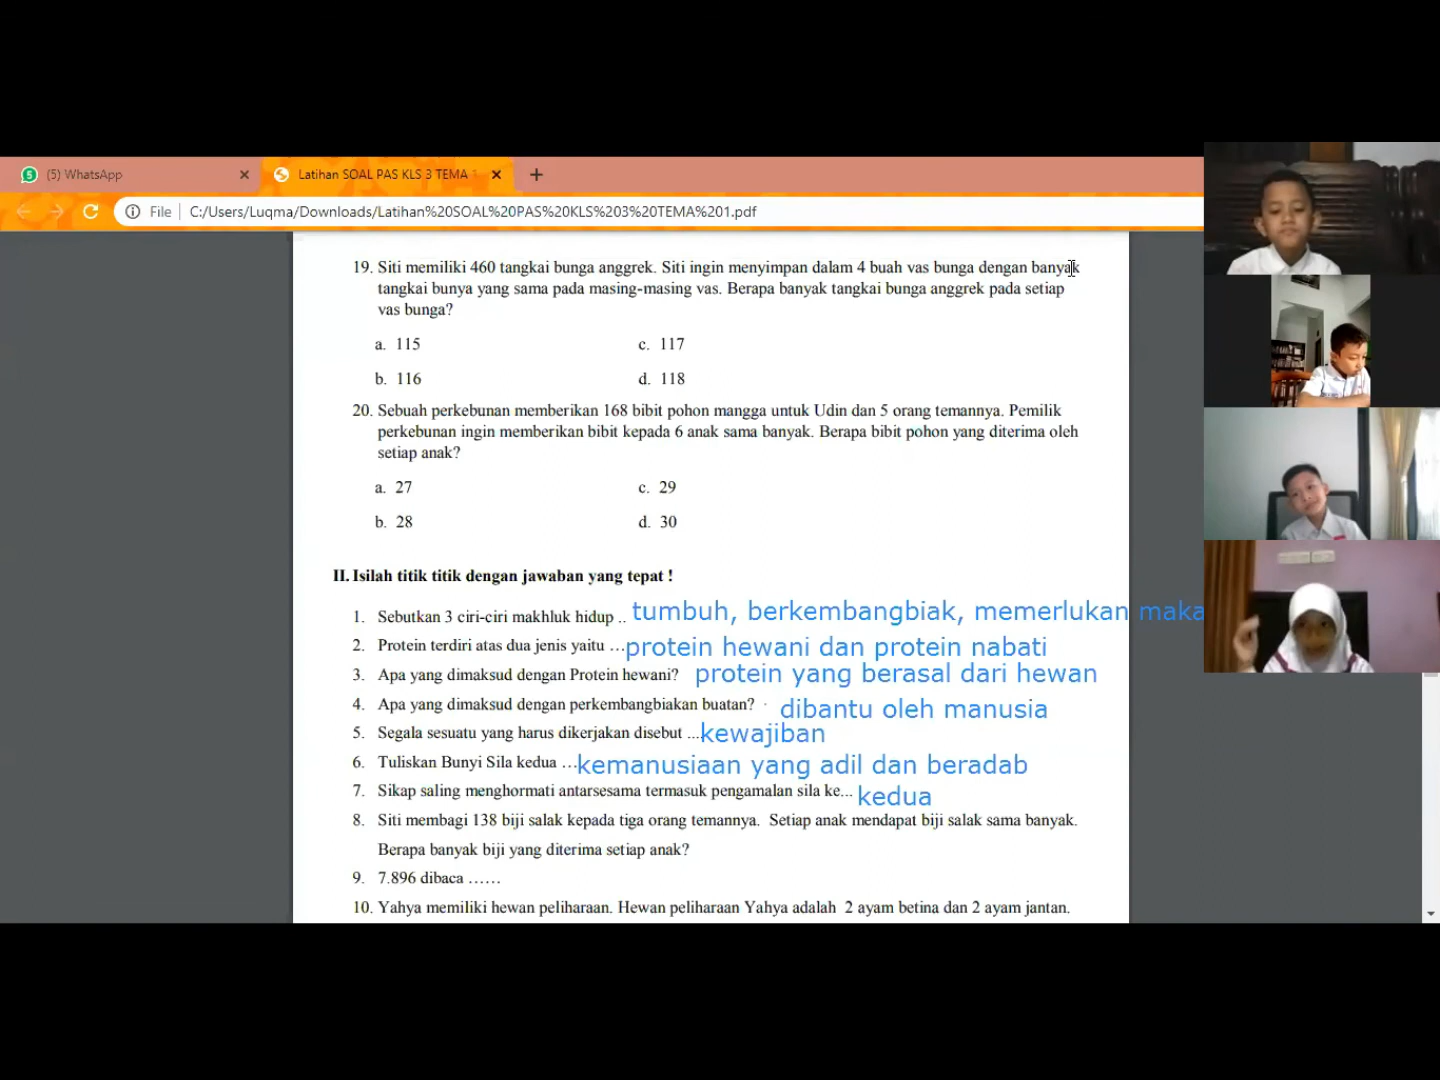 (5) WhatsApp
Latihan SOAL PAS KLS 3 TEMA
File
C:/Users/Luqma/Downloads/Latihan%20SOAL%20PAS%20KLS%203%20TEMA%201.pdf
19. Siti memiliki 460 tangkai bunga anggrek. Siti ingin menyimpan dalam 4 buah vas bunga dengan banyak
tangkai bunya yang sama pada masing-masing vas. Berapa banyak tangkai bunga anggrek pada setiap
vas bunga?
a. 115 c. 117
b. 116 d. 118
20. Sebuah perkebunan memberikan 168 bibit pohon mangga untuk Udin dan 5 orang temannya. Pemilik
perkebunan ingin memberikan bibit kepada 6 anak sama banyak. Berapa bibit pohon yang diterima oleh
setiap anak?
a. 27 c. 29
b. 28 d. 30
II. Isilah titik titik dengan jawaban yang tepat !
1. Sebutkan 3 ciri-ciri makhluk hidup .. tumbuh, berkembangbiak, memerlukan maka
2. Protein terdiri atas dua jenis yaitu ...protein hewani dan protein nabati
3. Apa yang dimaksud dengan Protein hewani? protein yang berasal dari hewan
4. Apa yang dimaksud dengan perkembangbiakan buatan? dibantu oleh manusia
5. Segala sesuatu yang harus dikerjakan disebut ...kewajiban
6. Tuliskan Bunyi Sila kedua ...kemanusiaan yang adil dan beradab
7. Sikap saling menghormati antarsesama termasuk pengamalan sila ke... kedua
8. Siti membagi 138 biji salak kepada tiga orang temannya. Setiap anak mendapat biji salak sama banyak.
Berapa banyak biji yang diterima setiap anak?
9. 7.896 dibaca ......
10. Yahya memiliki hewan peliharaan. Hewan peliharaan Yahya adalah 2 ayam betina dan 2 ayam jantan.